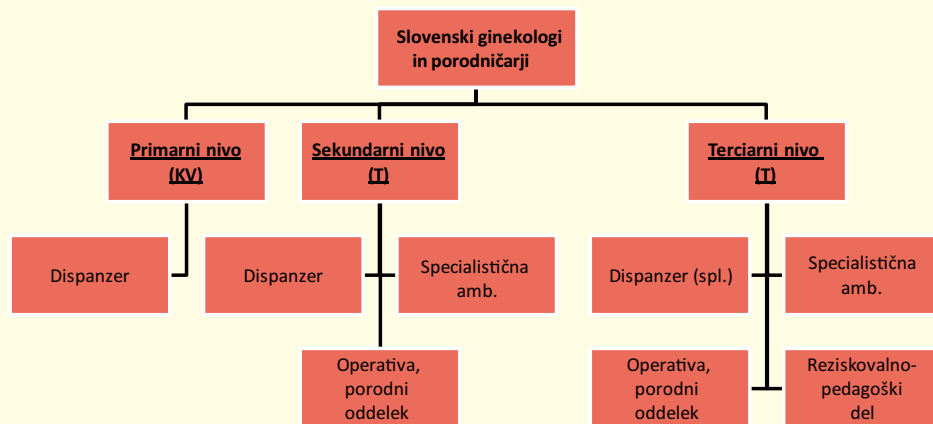 Slovenski ginekologi
in porodničarji
Primarni nivo
(KV)
Sekundarni nivo
(T)
Terciarni nivo
(T)
Dispanzer
Dispanzer
Specialistična
amb.
Dispanzer (spl.)
Specialistična
amb.
Operativa,
porodni
oddelek
Operativa,
porodni
oddelek
Reziskovalno-
pedagoški
del